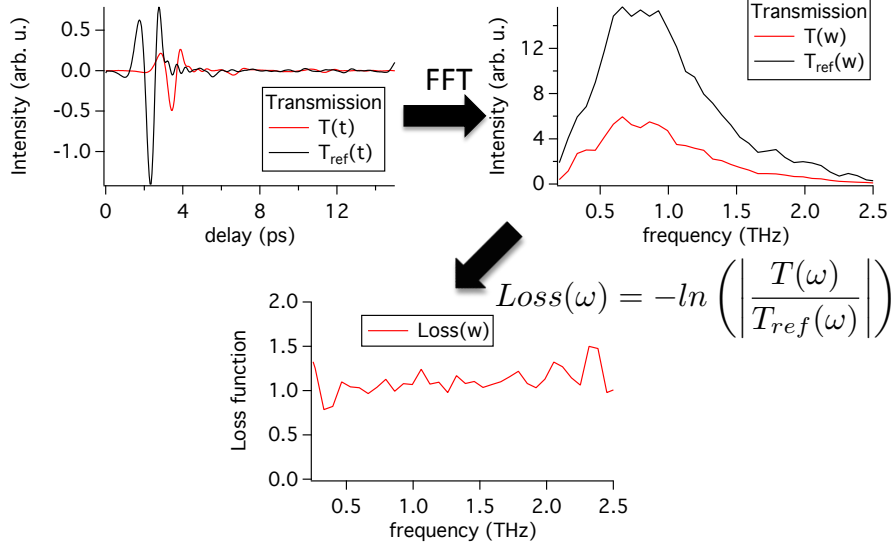 Intensity (arb. u.)
0.5
0.0
-0.5
-1.0
Transmission
T(t)
T_ref(t)
0
4
8
12
delay (ps)
FFT
Intensity (arb. u.)
12
8
4
0
Transmission
T(w)
T_ref(w)
0.5
1.0
1.5
2.0
2.5
frequency (THz)
Loss(ω) = -ln(|T(ω)/T_ref(ω)|)
Loss function
2.0
1.5
1.0
0.5
0.0
Loss(w)
0.5
1.0
1.5
2.0
2.5
frequency (THz)